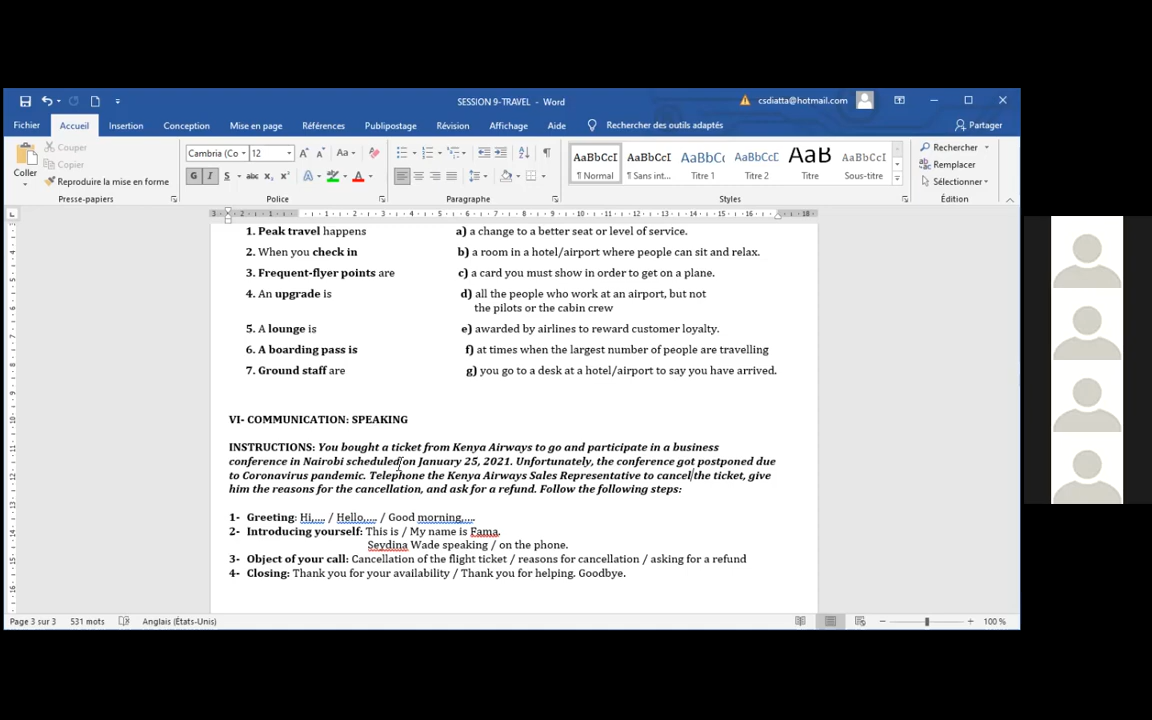 SESSION 9-TRAVEL - Word
csdiatta@hotmail.com
Fichier Accueil Insertion Conception Mise en page Références Publipostage Révision Affichage Aide Rechercher des outils adaptés Partager
Couper
Copier
Coller
Reproduire la mise en forme
Presse-papiers
Cambria (Co 12
Police
Paragraphe
AaBbCcI AaBbCcI AaBbCcI AaBbCcI AaB AaBbCcI
¶ Normal ¶ Sans int... Titre 1 Titre 2 Titre Sous-titre
Styles
Rechercher
Remplacer
Sélectionner
Édition
1. Peak travel happens a) a change to a better seat or level of service.
2. When you check in b) a room in a hotel/airport where people can sit and relax.
3. Frequent-flyer points are c) a card you must show in order to get on a plane.
4. An upgrade is d) all the people who work at an airport, but not
the pilots or the cabin crew
5. A lounge is e) awarded by airlines to reward customer loyalty.
6. A boarding pass is f) at times when the largest number of people are travelling
7. Ground staff are g) you go to a desk at a hotel/airport to say you have arrived.
VI- COMMUNICATION: SPEAKING
INSTRUCTIONS: You bought a ticket from Kenya Airways to go and participate in a business
conference in Nairobi scheduled on January 25, 2021. Unfortunately, the conference got postponed due
to Coronavirus pandemic. Telephone the Kenya Airways Sales Representative to cancel the ticket, give
him the reasons for the cancellation, and ask for a refund. Follow the following steps:
1- Greeting: Hi,.... / Hello,.... / Good morning,....
2- Introducing yourself: This is / My name is Fama.
Seydina Wade speaking / on the phone.
3- Object of your call: Cancellation of the flight ticket / reasons for cancellation / asking for a refund
4- Closing: Thank you for your availability / Thank you for helping. Goodbye.
Page 3 sur 3 531 mots Anglais (États-Unis) 100 %